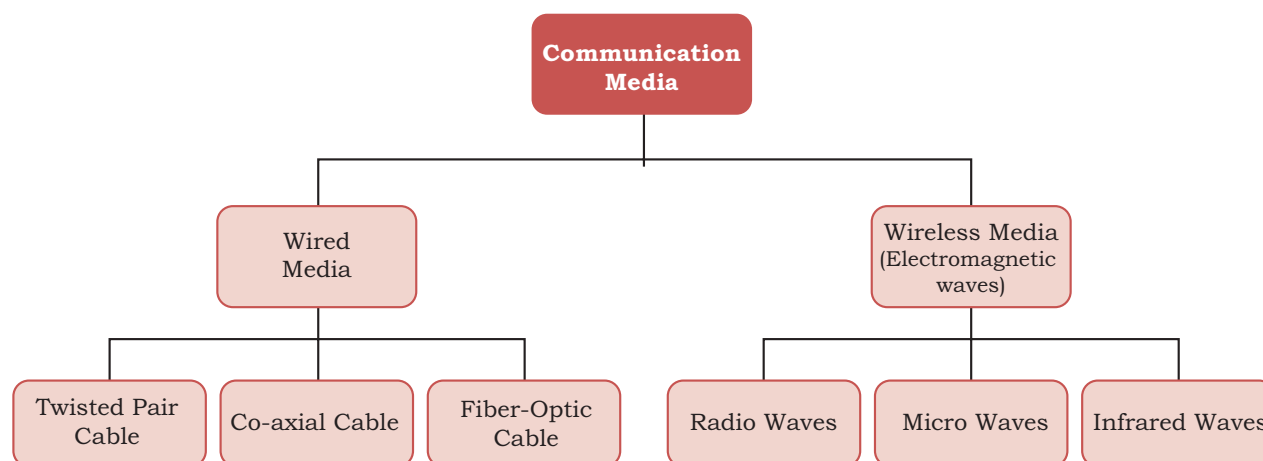 Communication
Media
Wired
Media
Wireless Media
(Electromagnetic
waves)
Twisted Pair
Cable
Co-axial Cable
Fiber-Optic
Cable
Radio Waves
Micro Waves
Infrared Waves